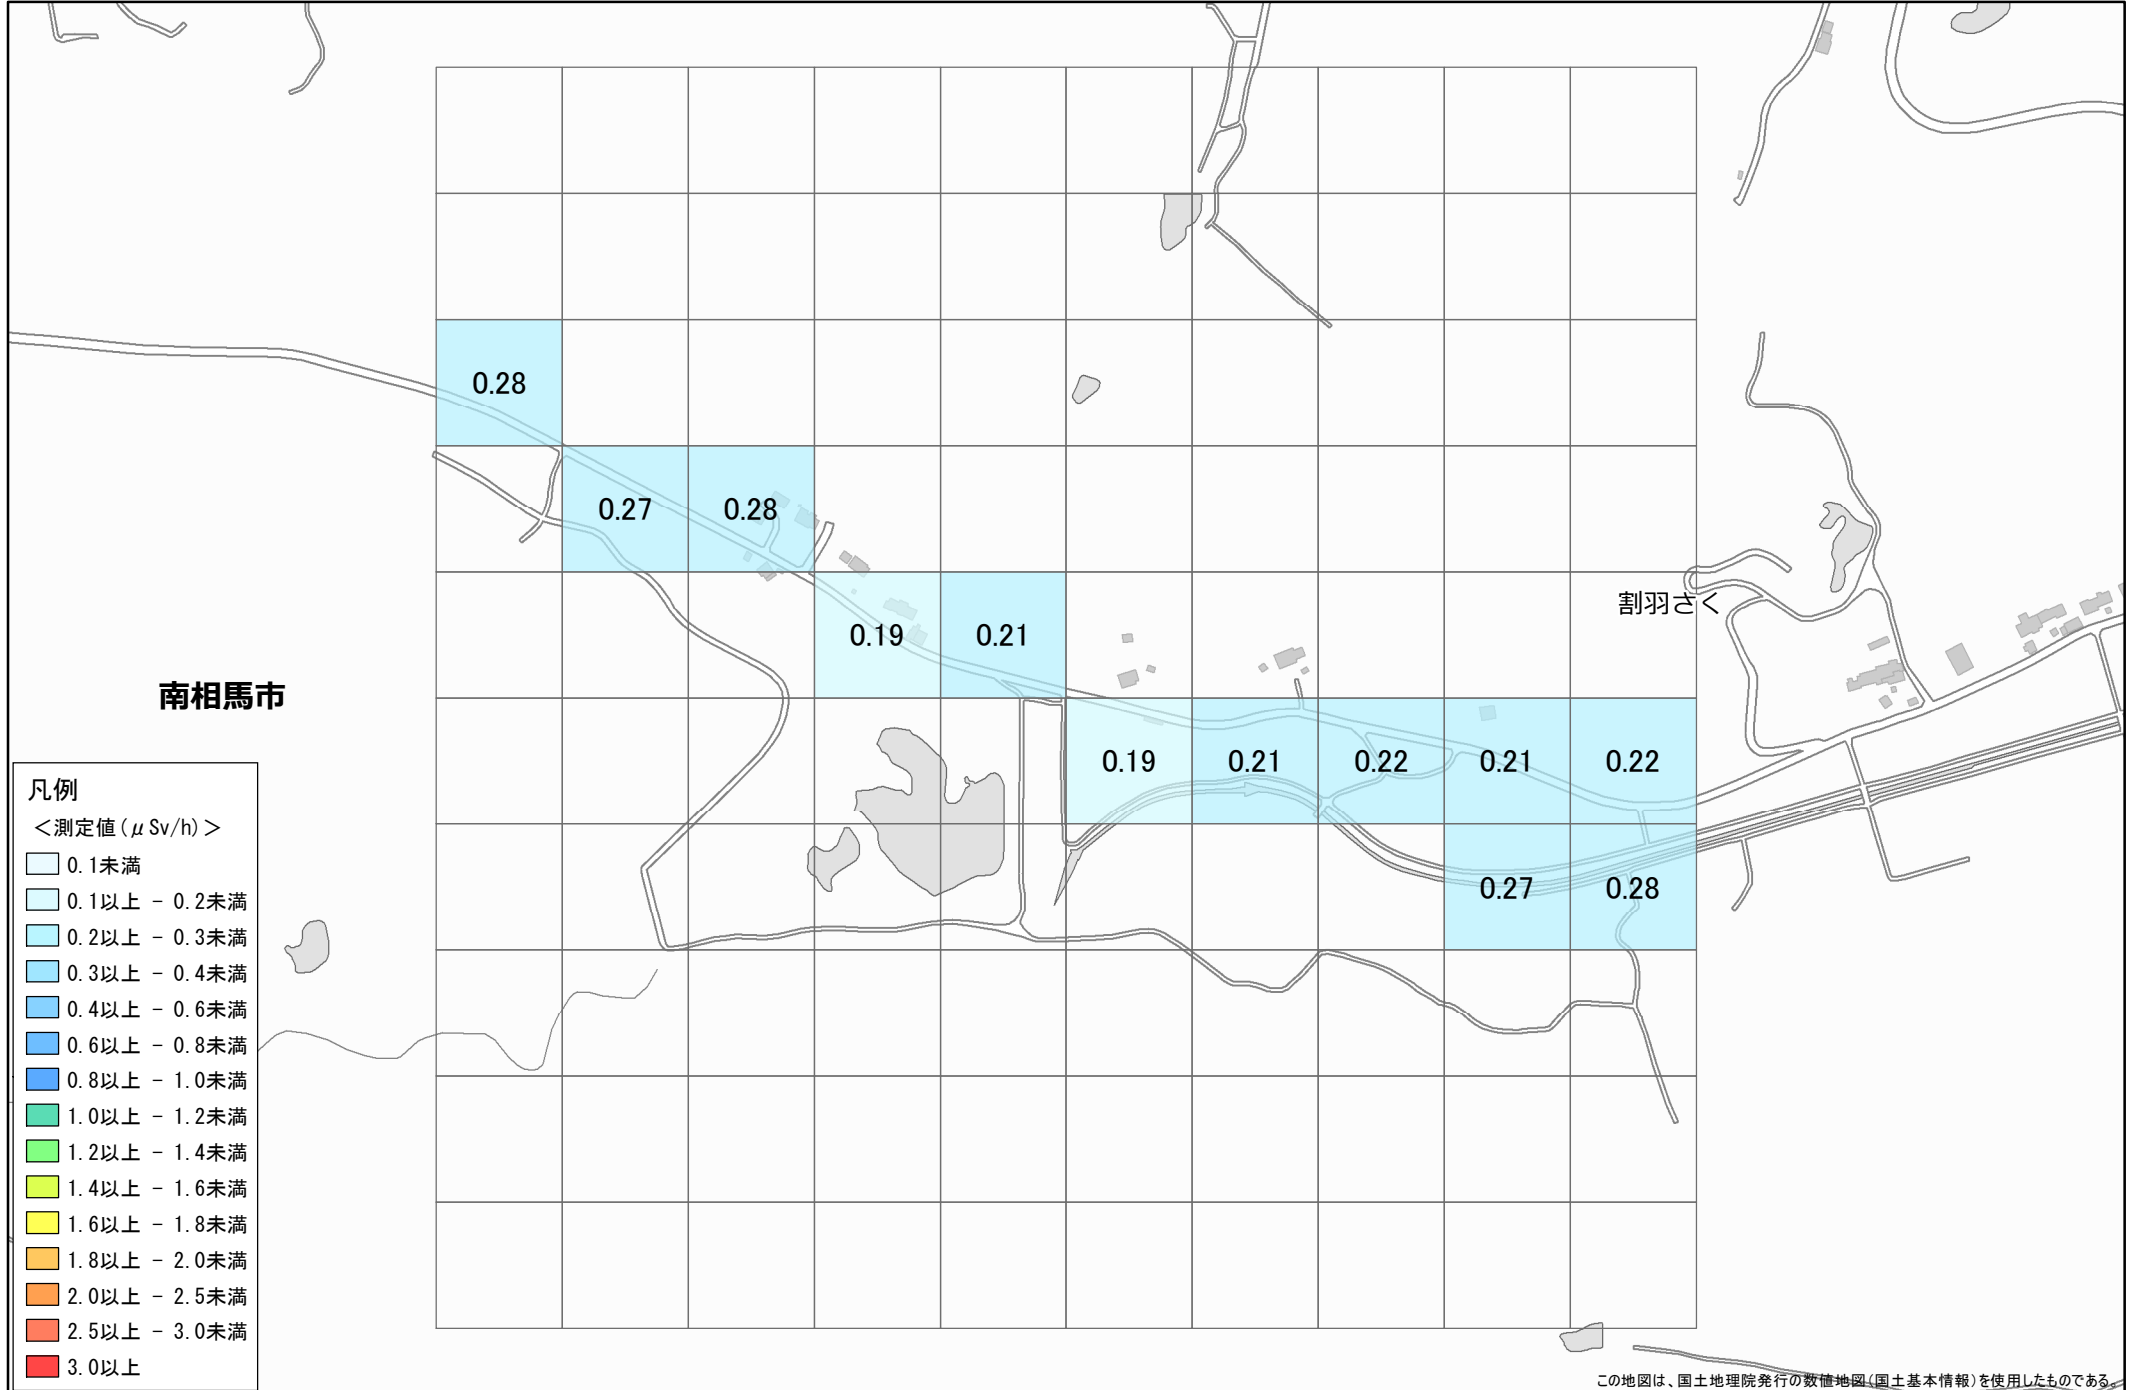 0.28
0.27 0.28
割羽さく
0.19 0.21
南相馬市
0.19 0.21 0.22 0.21 0.22
0.27 0.28
凡例
＜測定値(μSv/h)＞
0.1未満
0.1以上 - 0.2未満
0.2以上 - 0.3未満
0.3以上 - 0.4未満
0.4以上 - 0.6未満
0.6以上 - 0.8未満
0.8以上 - 1.0未満
1.0以上 - 1.2未満
1.2以上 - 1.4未満
1.4以上 - 1.6未満
1.6以上 - 1.8未満
1.8以上 - 2.0未満
2.0以上 - 2.5未満
2.5以上 - 3.0未満
3.0以上
この地図は、国土地理院発行の数値地図(国土基本情報)を使用したものである。